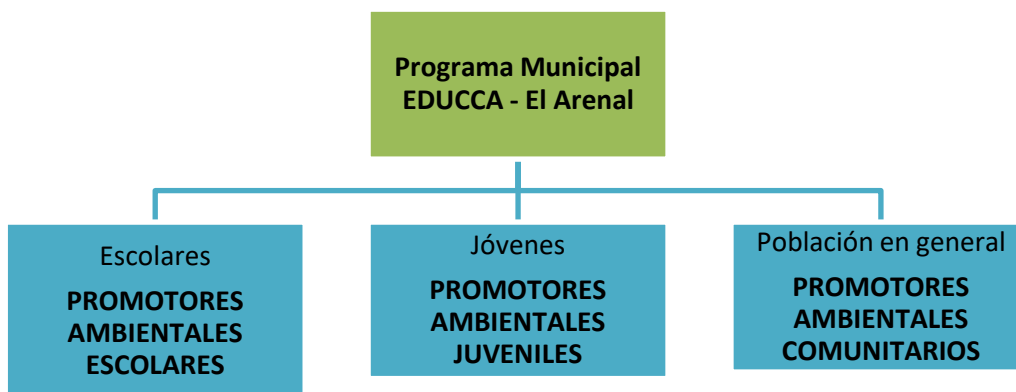 Programa Municipal
EDUCCA - El Arenal
Escolares
PROMOTORES
AMBIENTALES
ESCOLARES
Jóvenes
PROMOTORES
AMBIENTALES
JUVENILES
Población en general
PROMOTORES
AMBIENTALES
COMUNITARIOS